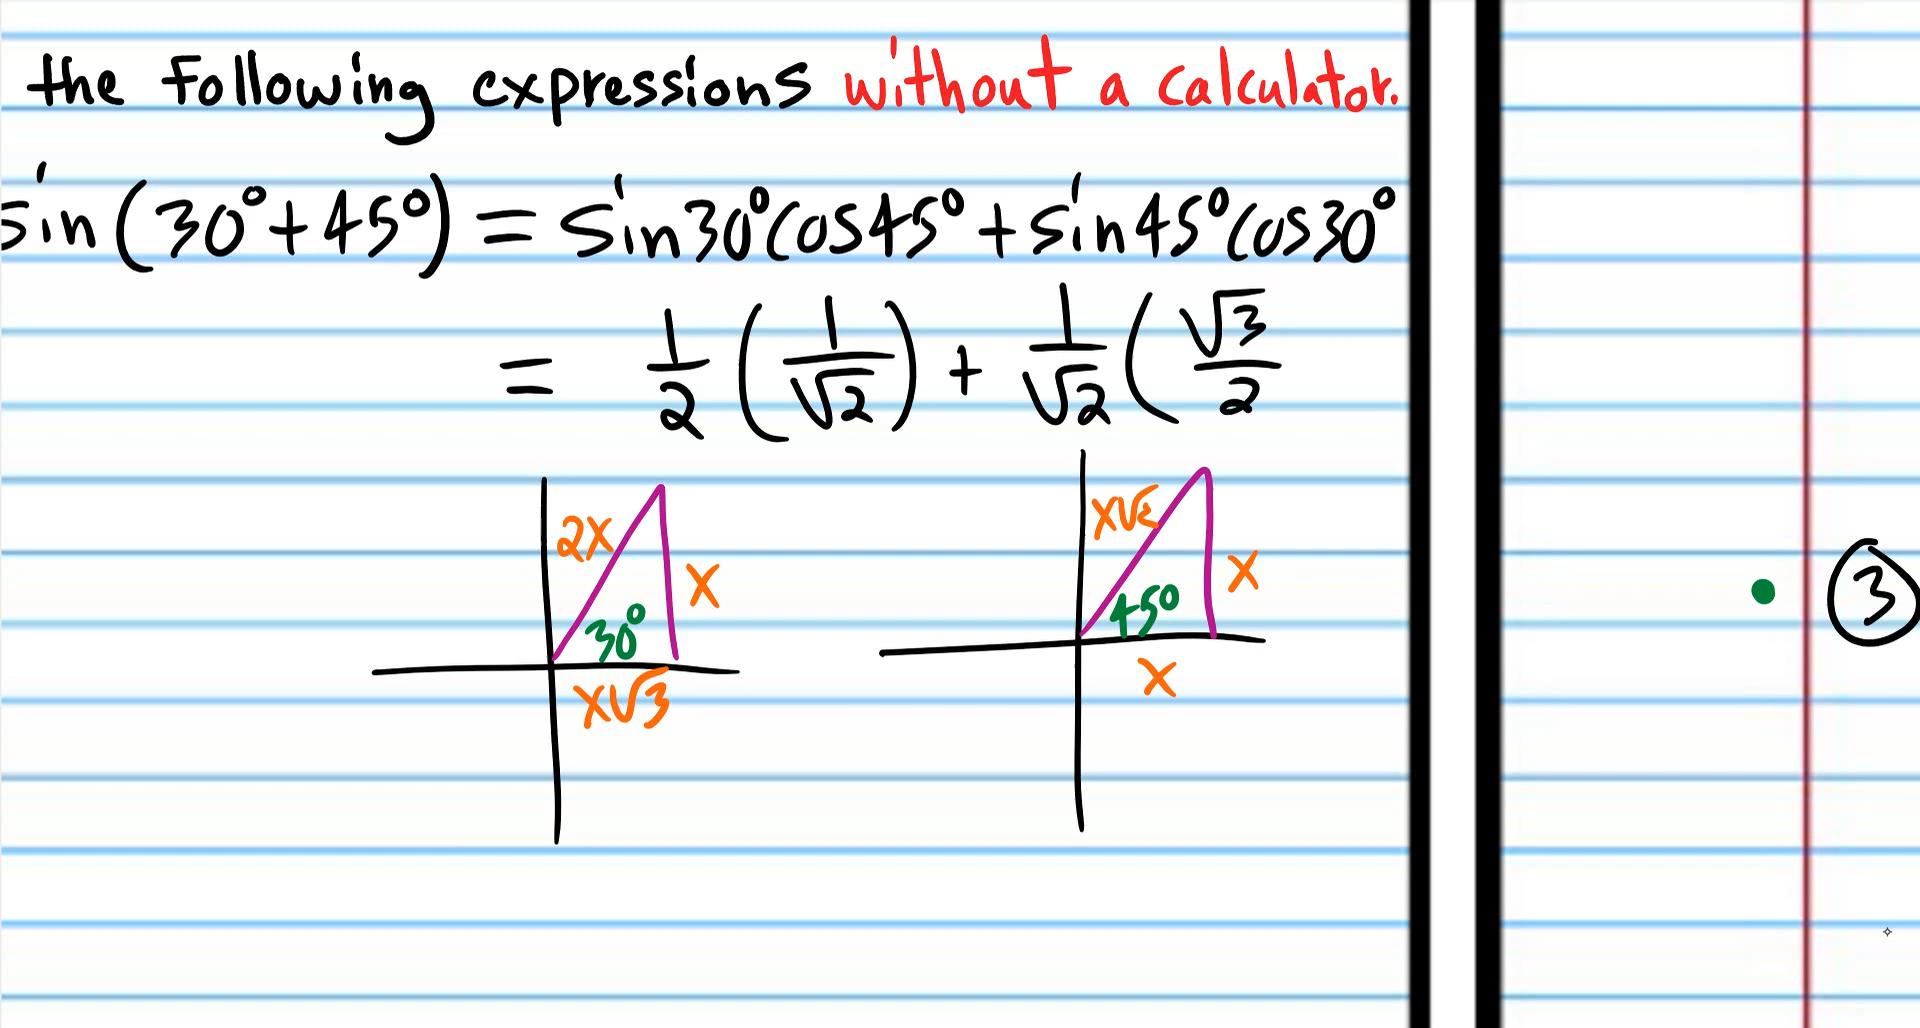 the following expressions without a calculator.
sin(30°+45°) = sin30°cos45° + sin45°cos30°
= 1/2 (1/√2) + 1/√2 (√3/2
2x x 30° x√3
x√2 x 45° x
3